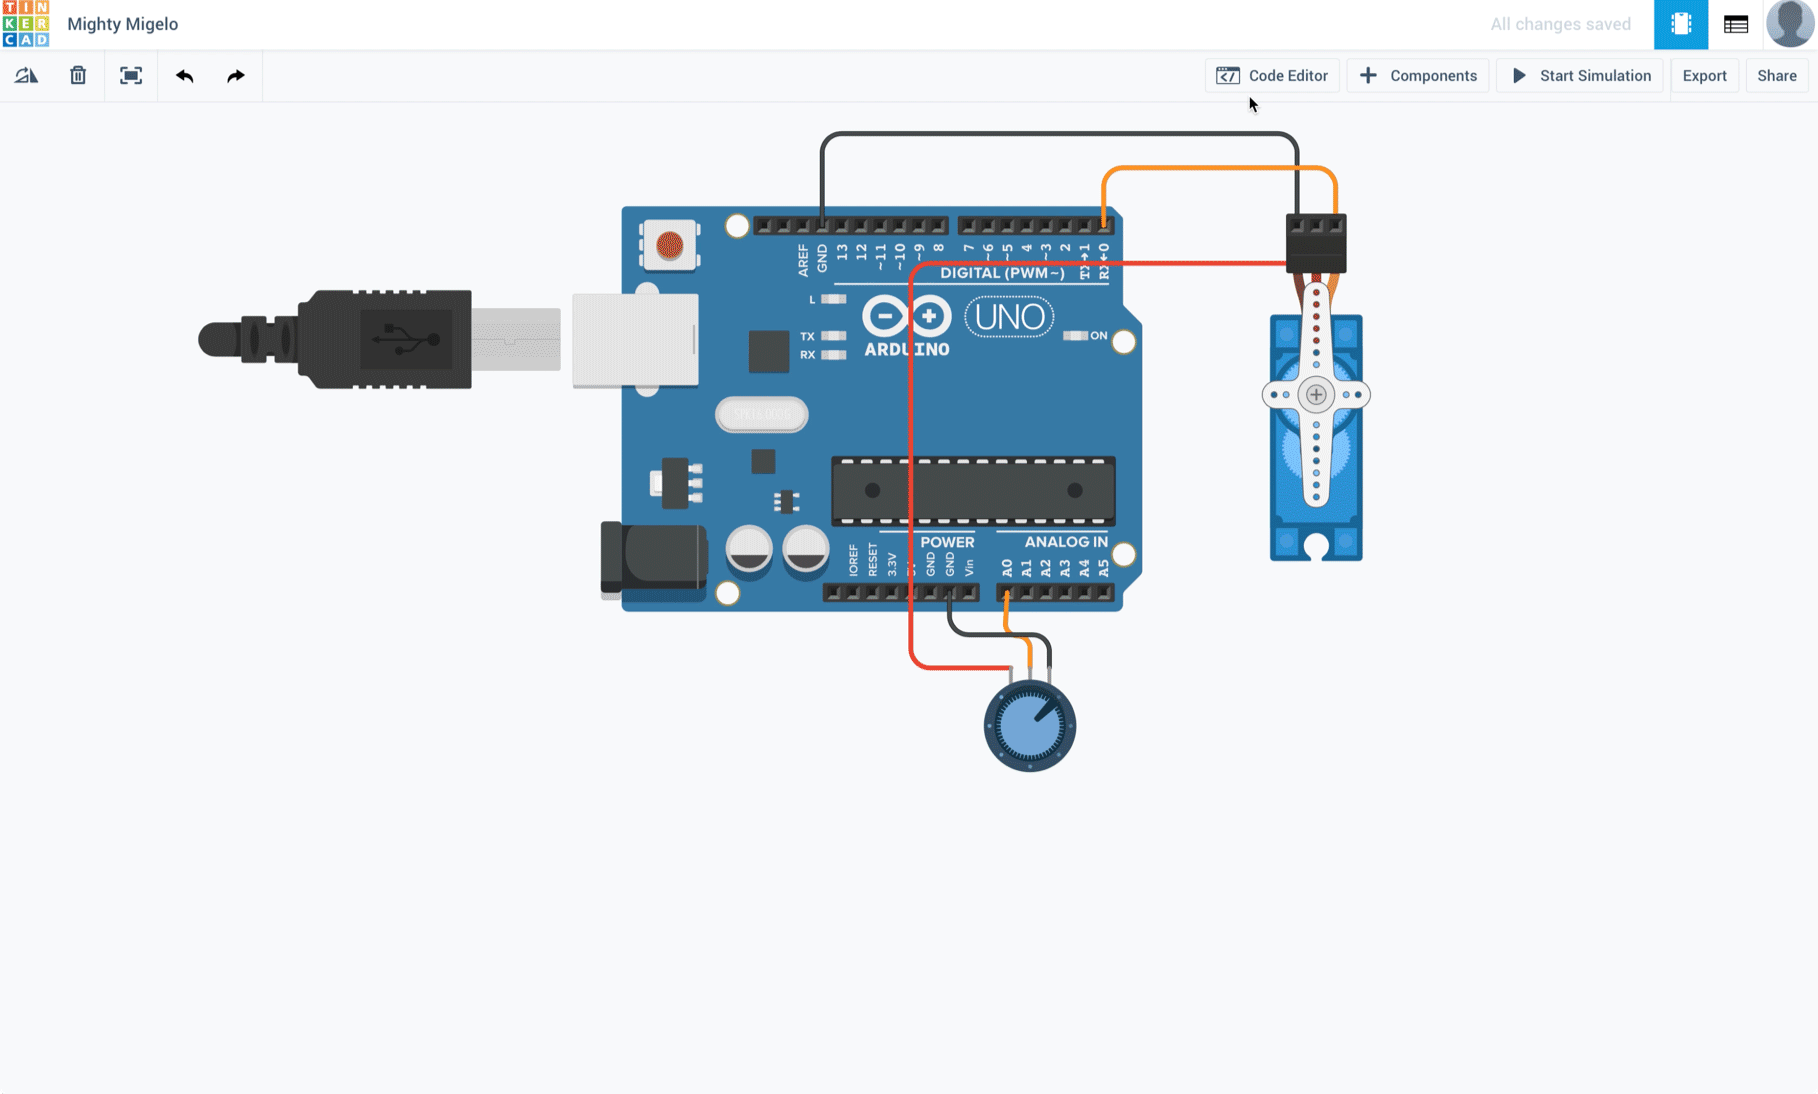 TIN
KER
CAD
Mighty Migelo
All changes saved
Code Editor
Components
Start Simulation
Export
Share
AREF
GND
13
12
~11
~10
~9
8
7
~6
~5
4
~3
2
TX→1
RX←0
DIGITAL (PWM~)
L
TX
RX
ARDUINO
UNO
ON
SPK16.000G
POWER
ANALOG IN
IOREF
RESET
3.3V
GND
GND
Vin
A0
A1
A2
A3
A4
A5